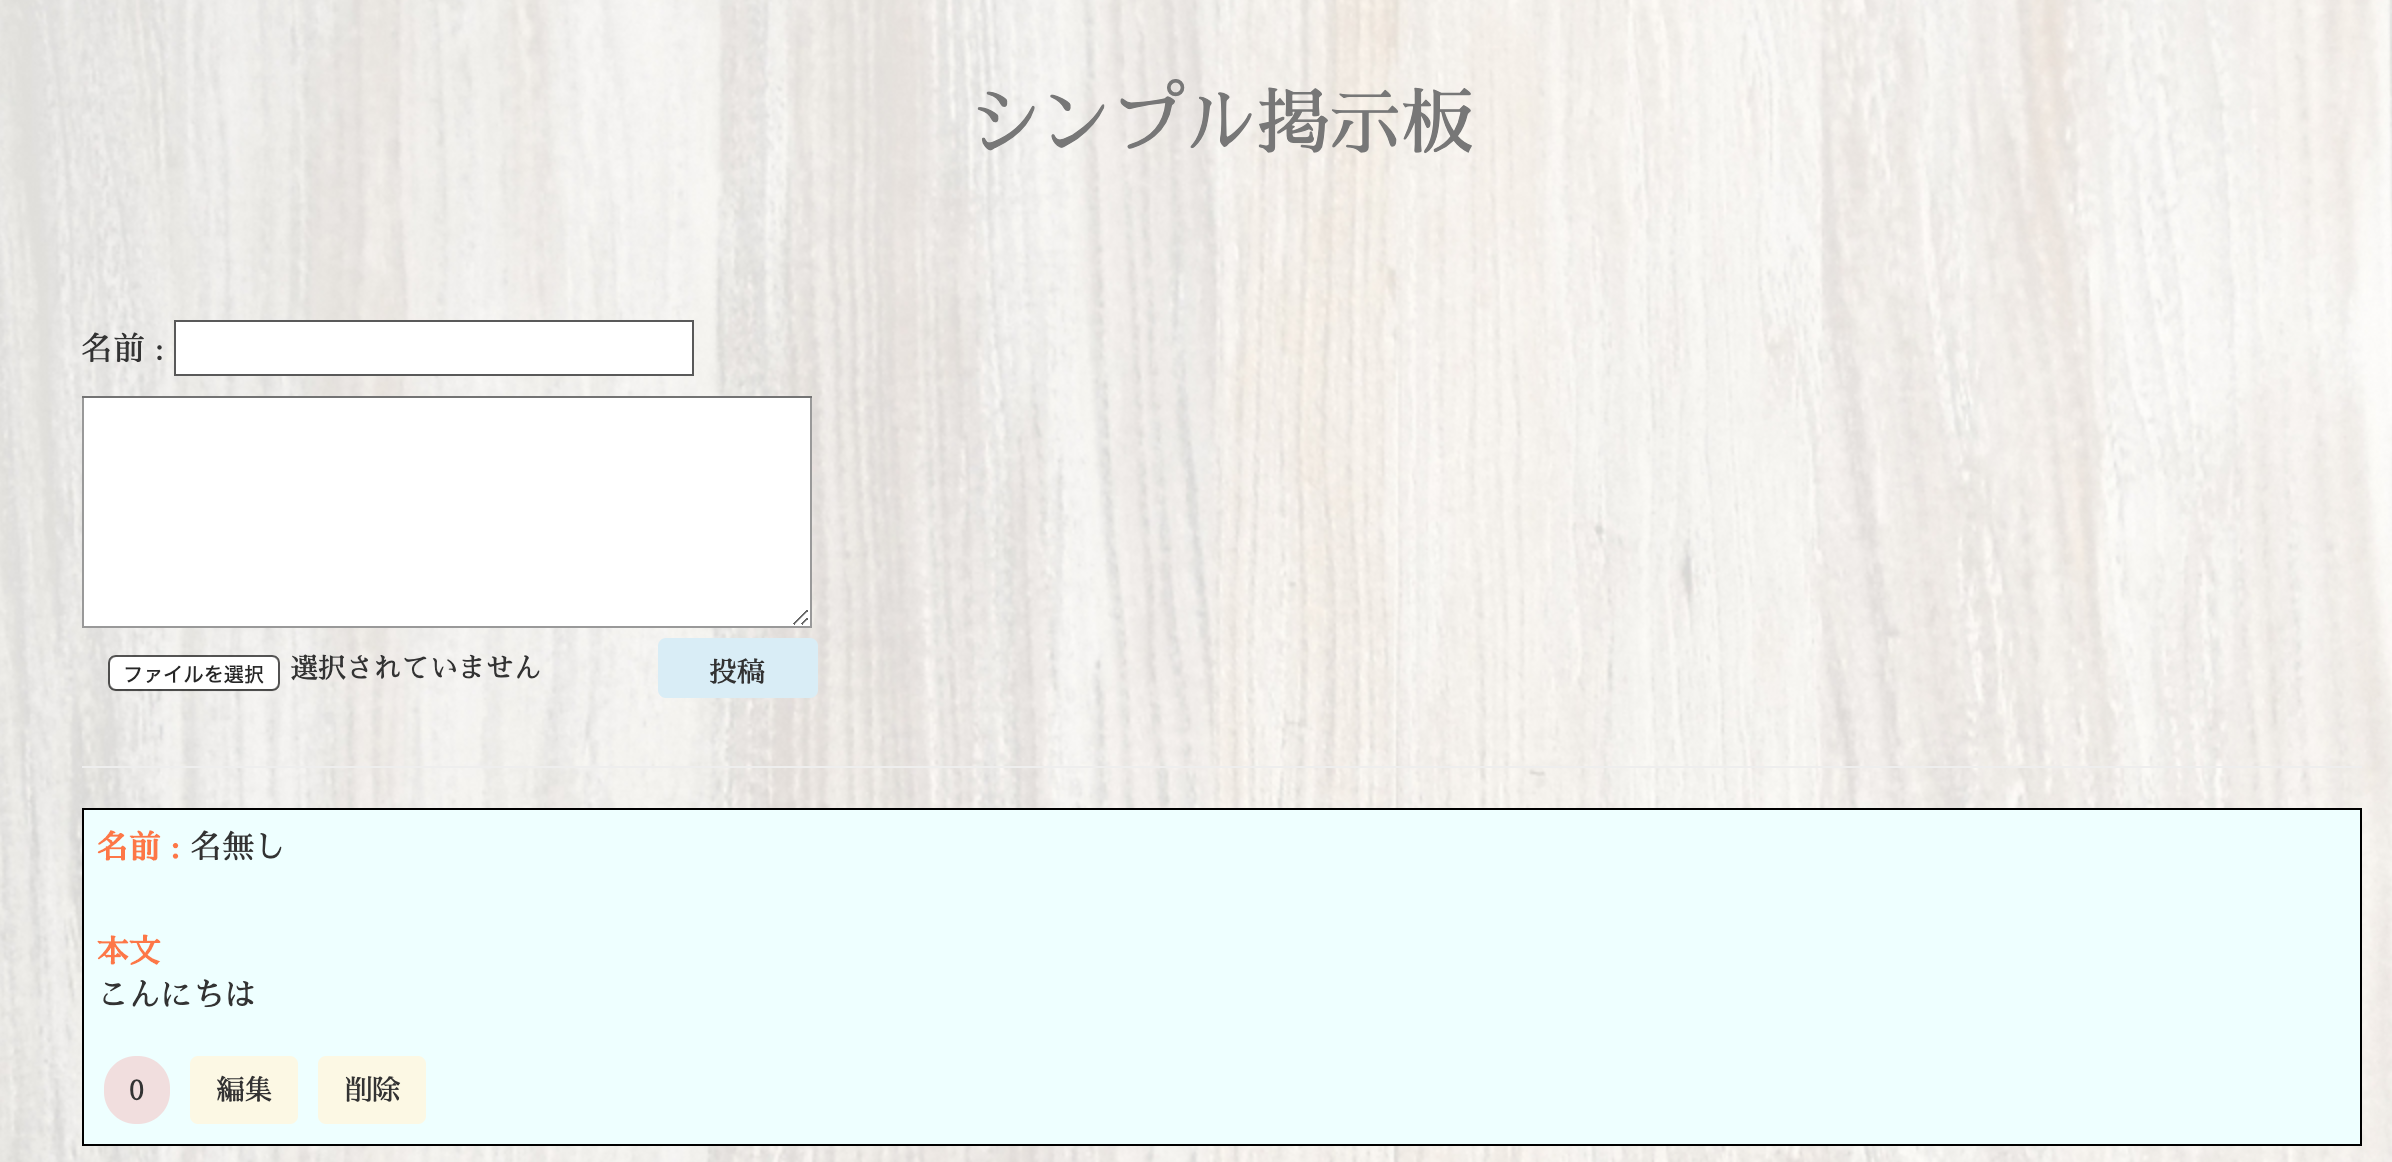 シンプル掲示板
名前 :
ファイルを選択 選択されていません 投稿
名前 : 名無し
本文
こんにちは
0 編集 削除